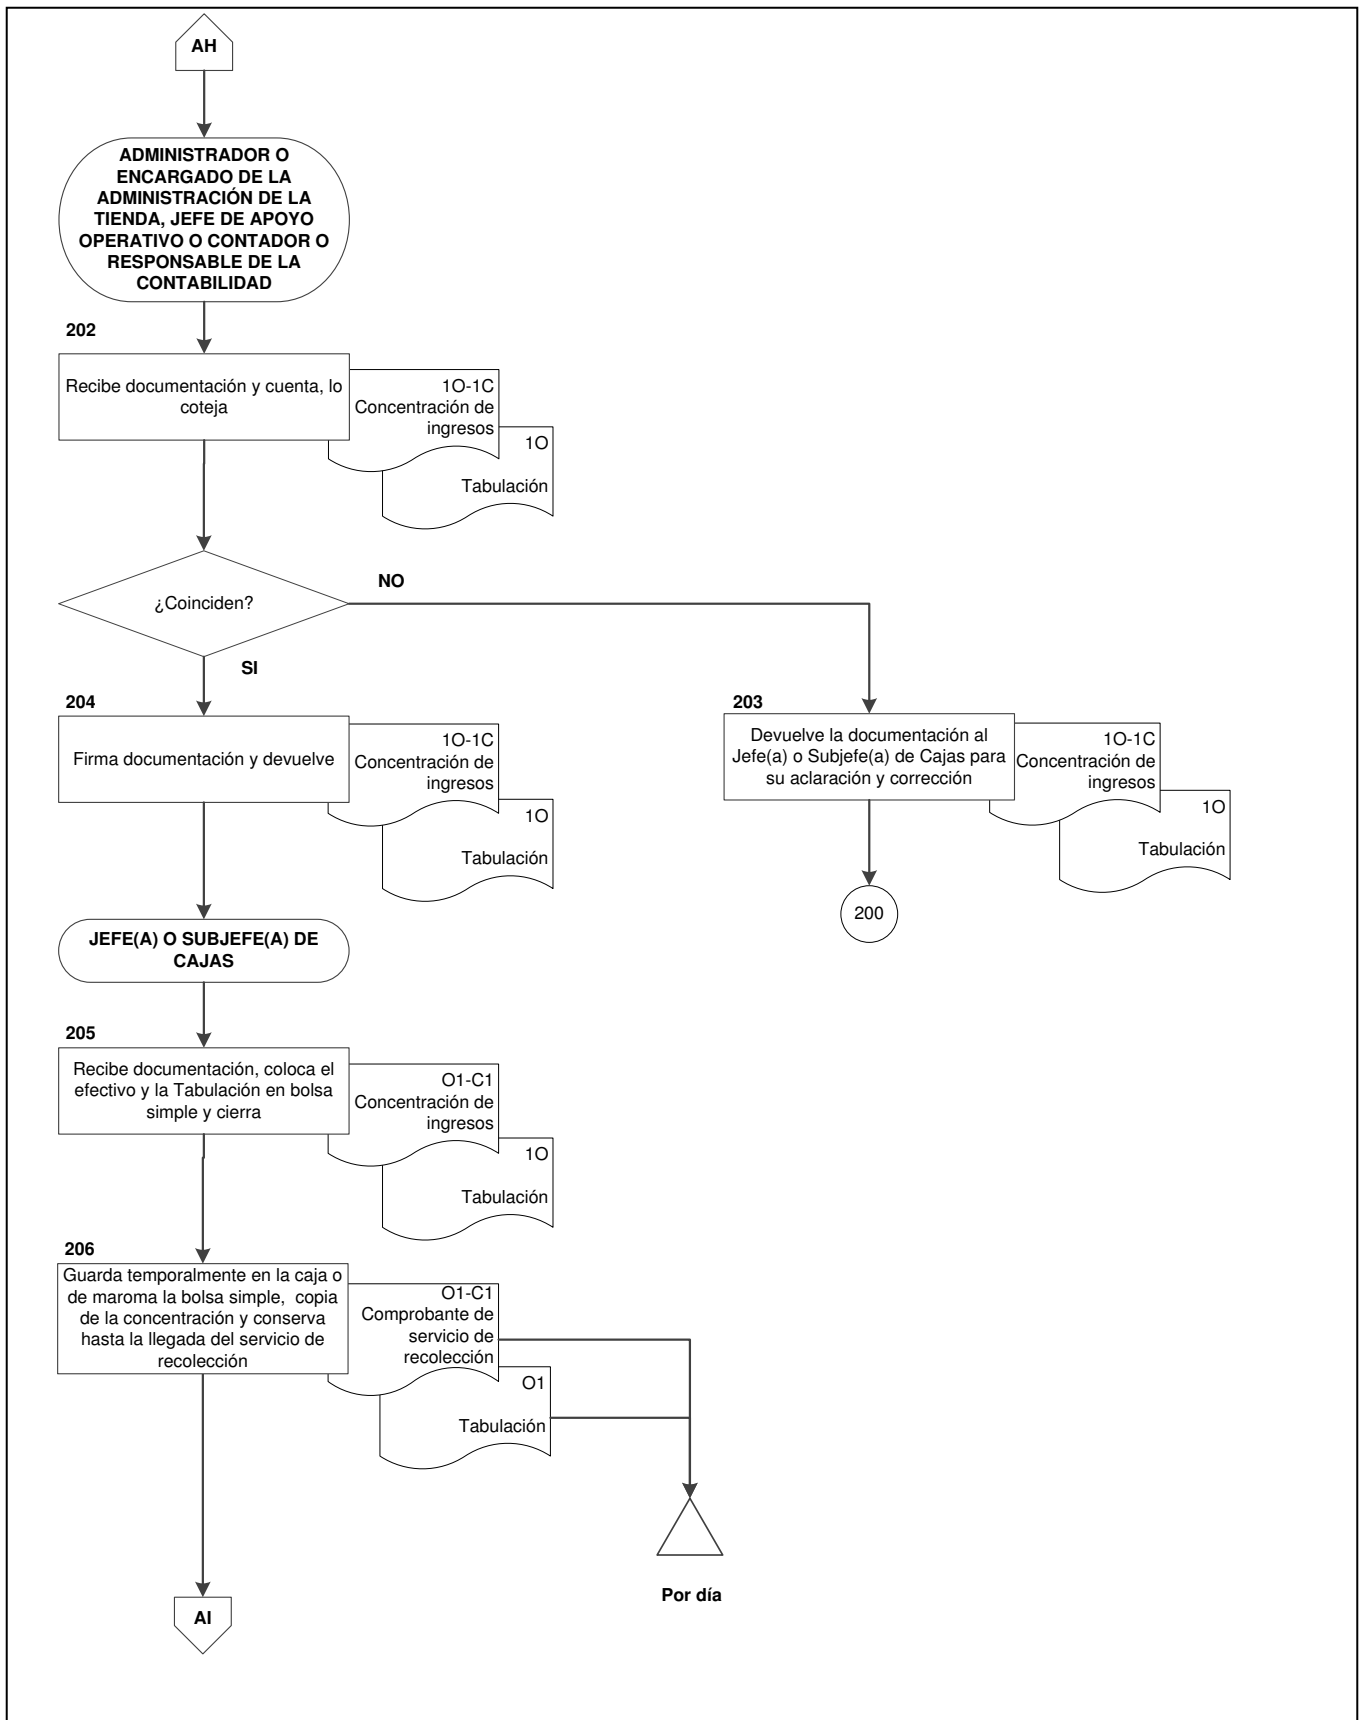 AH
ADMINISTRADOR O
ENCARGADO DE LA
ADMINISTRACIÓN DE LA
TIENDA, JEFE DE APOYO
OPERATIVO O CONTADOR O
RESPONSABLE DE LA
CONTABILIDAD
202
Recibe documentación y cuenta, lo
coteja
1O-1C
Concentración de
ingresos
1O
Tabulación
¿Coinciden?
NO
SI
204
Firma documentación y devuelve
1O-1C
Concentración de
ingresos
1O
Tabulación
203
Devuelve la documentación al
Jefe(a) o Subjefe(a) de Cajas para
su aclaración y corrección
1O-1C
Concentración de
ingresos
1O
Tabulación
200
JEFE(A) O SUBJEFE(A) DE
CAJAS
205
Recibe documentación, coloca el
efectivo y la Tabulación en bolsa
simple y cierra
O1-C1
Concentración de
ingresos
1O
Tabulación
206
Guarda temporalmente en la caja o
de maroma la bolsa simple, copia
de la concentración y conserva
hasta la llegada del servicio de
recolección
O1-C1
Comprobante de
servicio de
recolección
O1
Tabulación
Por día
AI